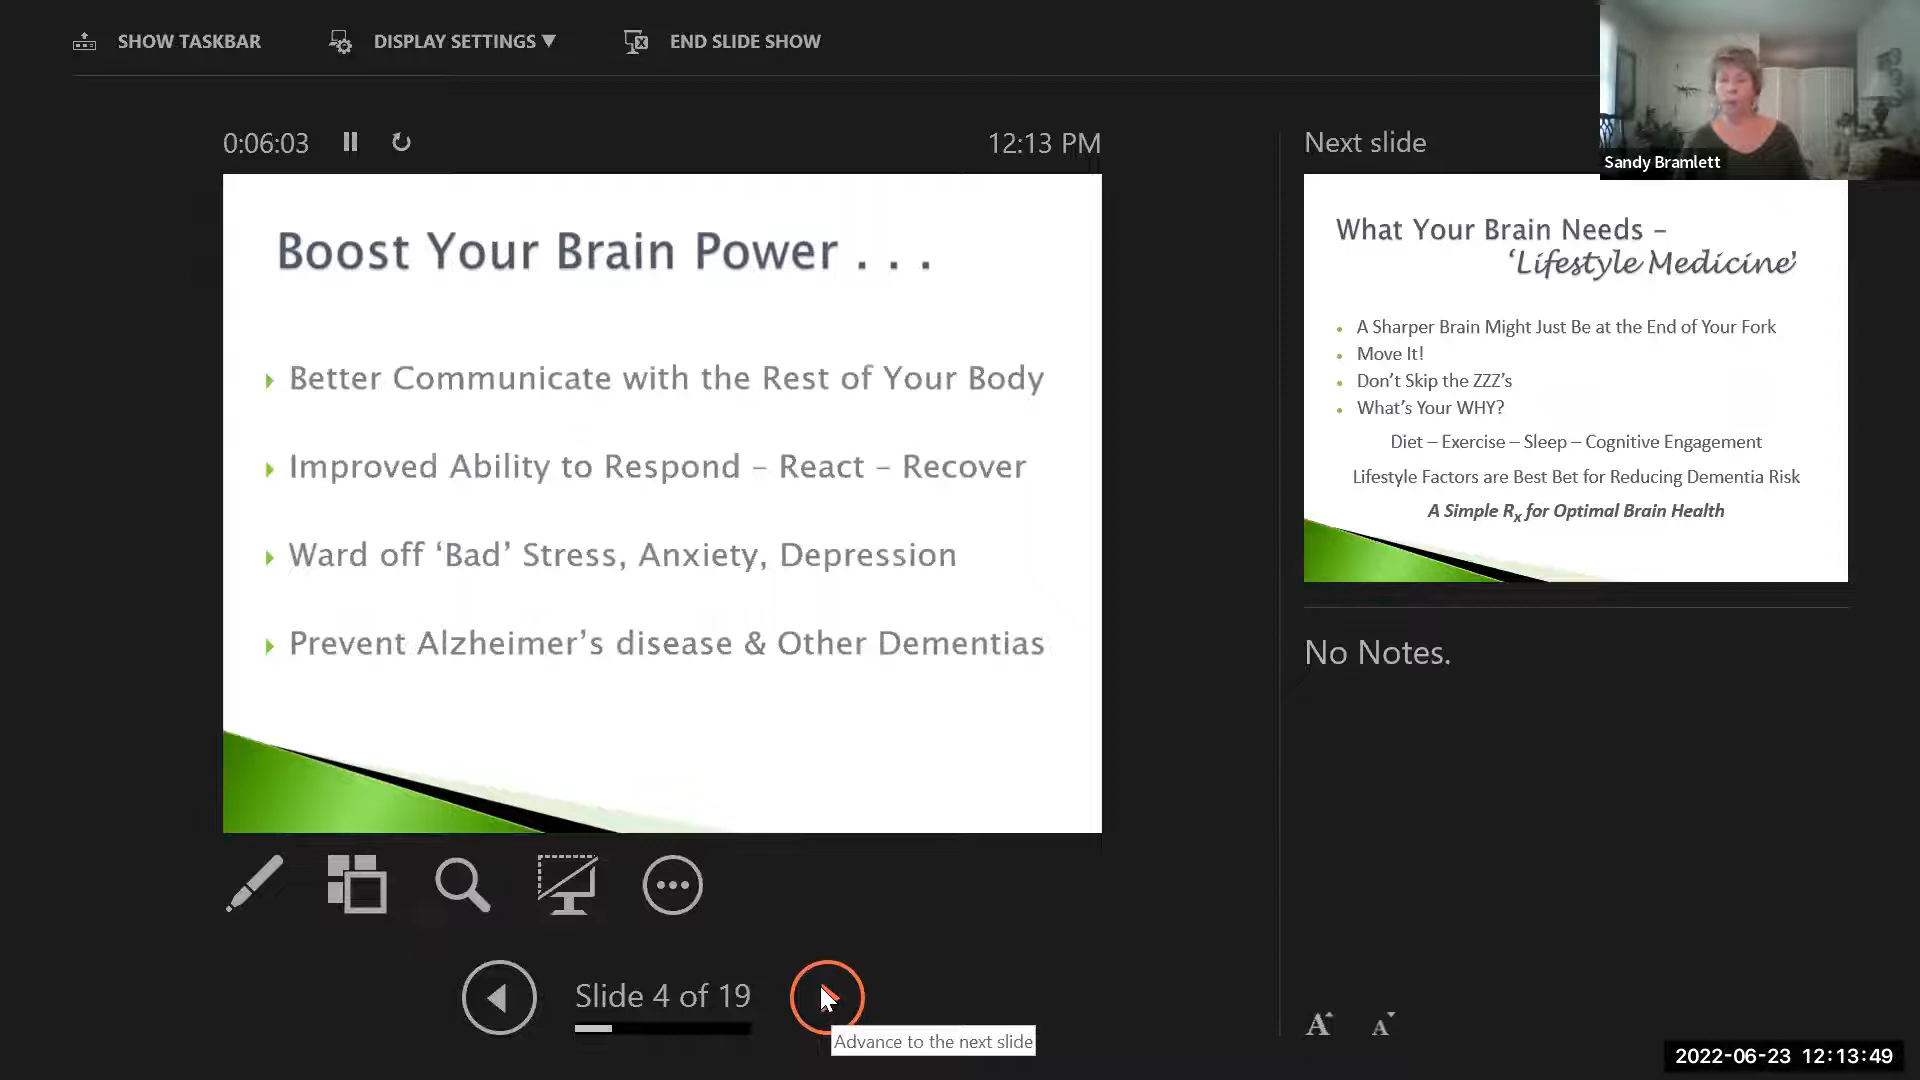 SHOW TASKBAR
DISPLAY SETTINGS ▼
END SLIDE SHOW
Sandy Bramlett
0:06:03
12:13 PM
Boost Your Brain Power . . .
Better Communicate with the Rest of Your Body
Improved Ability to Respond – React – Recover
Ward off ‘Bad’ Stress, Anxiety, Depression
Prevent Alzheimer’s disease & Other Dementias
Slide 4 of 19
Advance to the next slide
Next slide
What Your Brain Needs –
‘Lifestyle Medicine’
A Sharper Brain Might Just Be at the End of Your Fork
Move It!
Don’t Skip the ZZZ’s
What’s Your WHY?
Diet – Exercise – Sleep – Cognitive Engagement
Lifestyle Factors are Best Bet for Reducing Dementia Risk
A Simple Rx for Optimal Brain Health
No Notes.
A A
2022-06-23 12:13:49